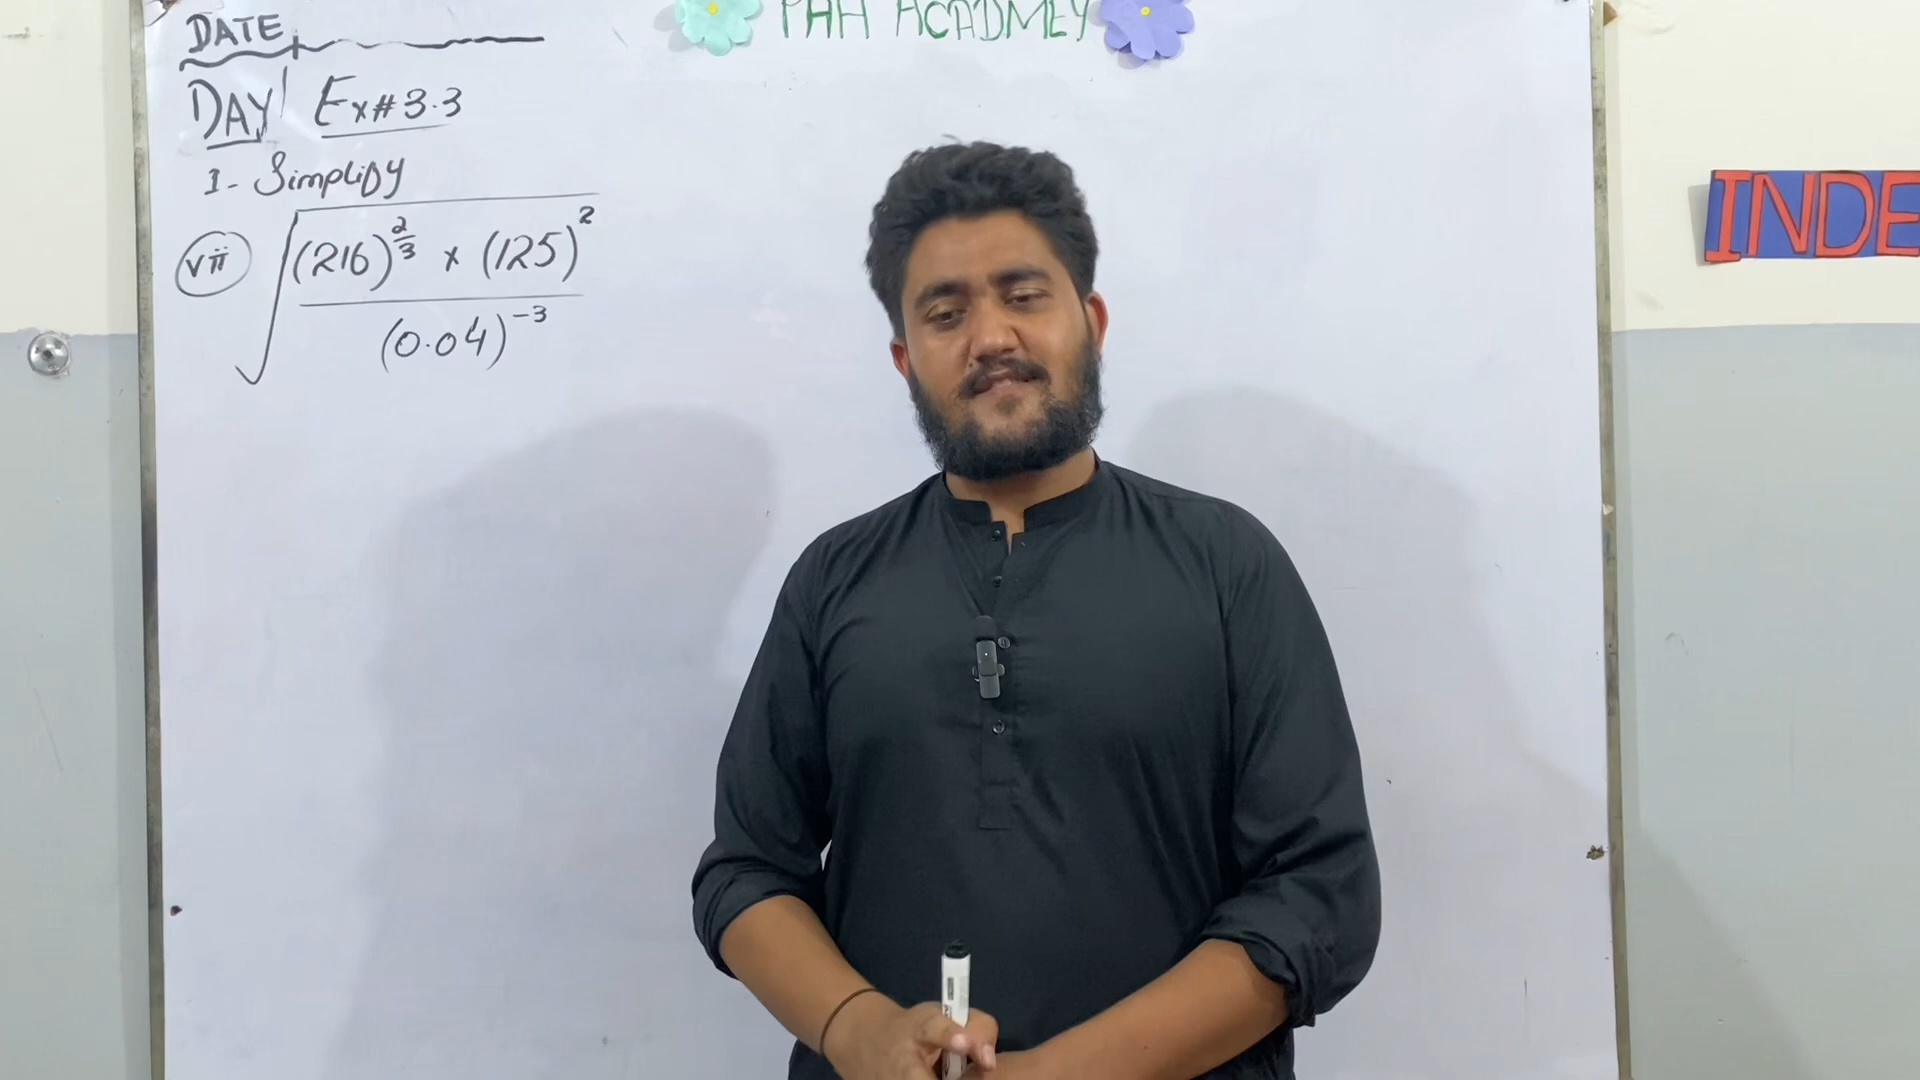 PAH ACADMEY
DATE
DAY Ex#3.3
1- Simplify
vii √((216)^(2/3) × (125)^2 / (0.04)^-3)
INDE